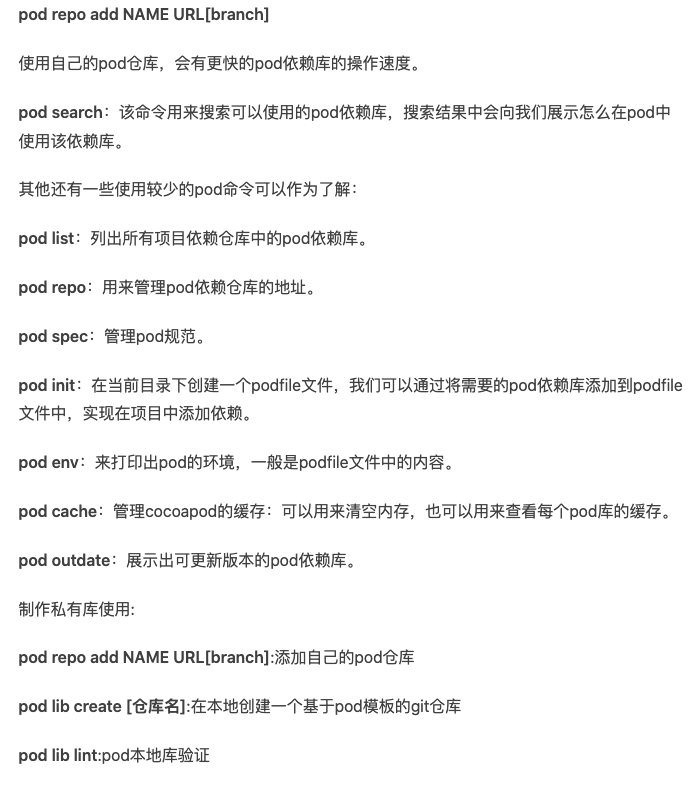 pod repo add NAME URL[branch]
使用自己的pod仓库，会有更快的pod依赖库的操作速度。
pod search：该命令用来搜索可以使用的pod依赖库，搜索结果中会向我们展示怎么在pod中
使用该依赖库。
其他还有一些使用较少的pod命令可以作为了解：
pod list：列出所有项目依赖仓库中的pod依赖库。
pod repo：用来管理pod依赖仓库的地址。
pod spec：管理pod规范。
pod init：在当前目录下创建一个podfile文件，我们可以通过将需要的pod依赖库添加到podfile
文件中，实现在项目中添加依赖。
pod env：来打印出pod的环境，一般是podfile文件中的内容。
pod cache：管理cocoapod的缓存：可以用来清空内存，也可以用来查看每个pod库的缓存。
pod outdate：展示出可更新版本的pod依赖库。
制作私有库使用:
pod repo add NAME URL[branch]:添加自己的pod仓库
pod lib create [仓库名]:在本地创建一个基于pod模板的git仓库
pod lib lint:pod本地库验证